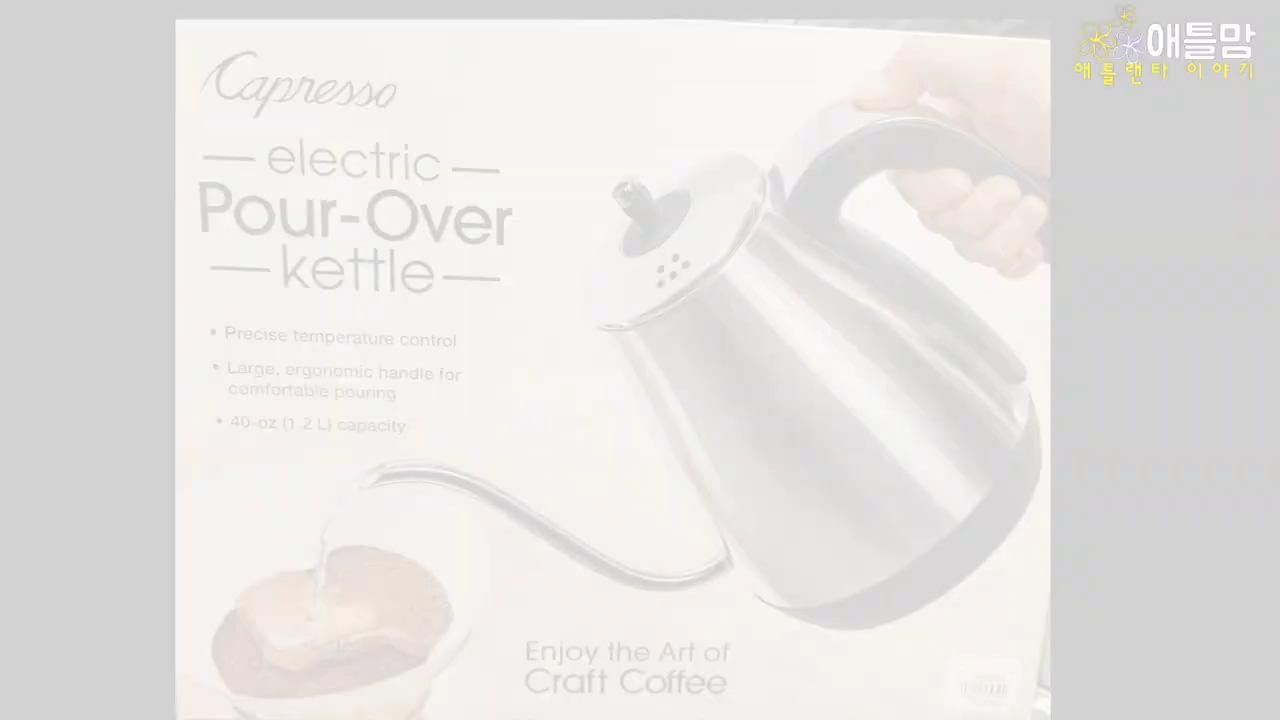 Capresso
electric
Pour-Over
kettle
• Precise temperature control
• Large, ergonomic handle for
comfortable pouring
• 40-oz (1.2 L) capacity
Enjoy the Art of
Craft Coffee
애틀맘
애틀랜타 이야기